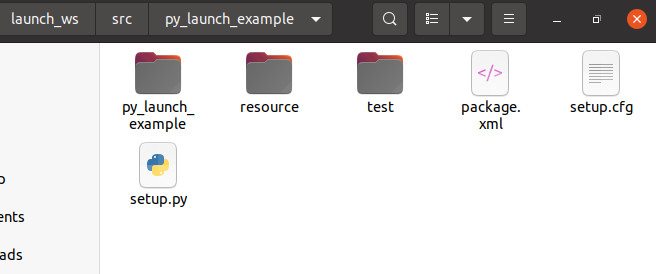 launch_ws src py_launch_example
py_launch_
example
resource
test
package.
xml
setup.cfg
setup.py
ents
ads